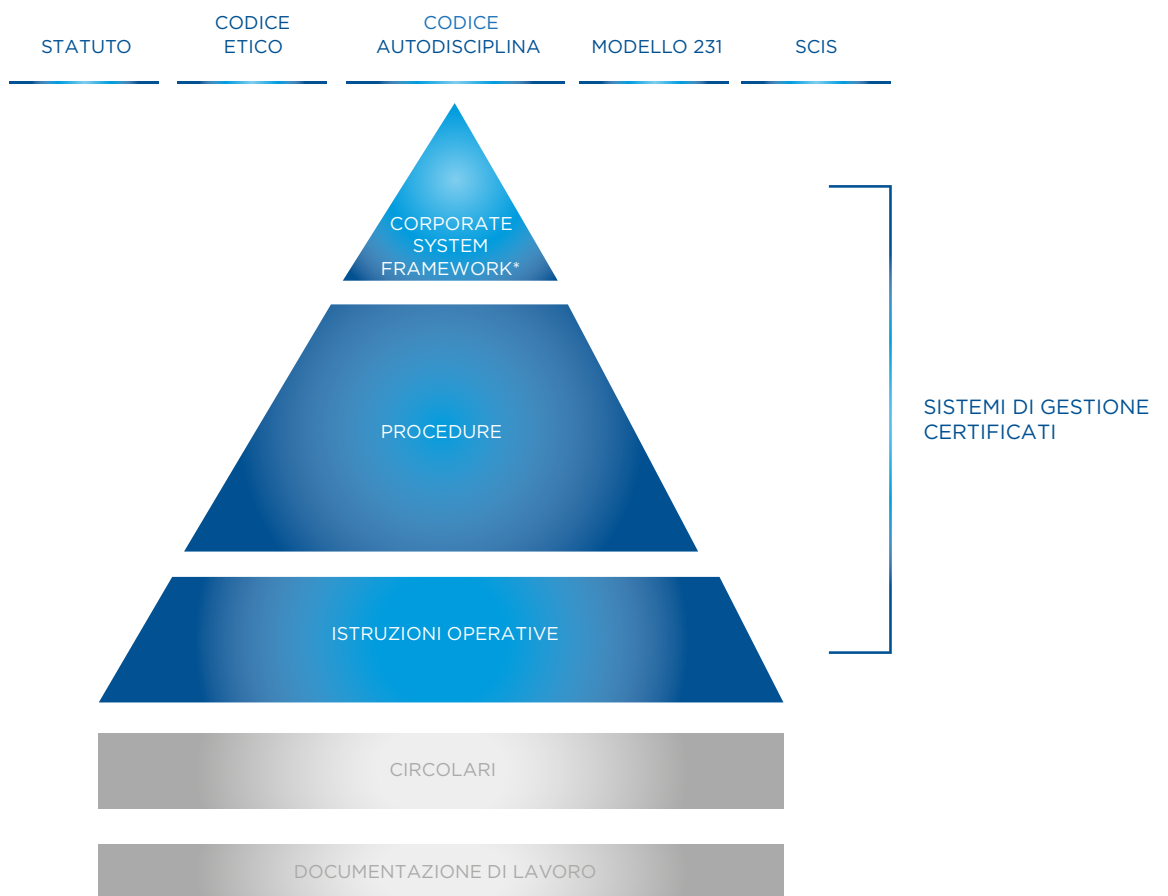 STATUTO
CODICE
ETICO
CODICE
AUTODISCIPLINA
MODELLO 231
SCIS
CORPORATE
SYSTEM
FRAMEWORK*
PROCEDURE
SISTEMI DI GESTIONE
CERTIFICATI
ISTRUZIONI OPERATIVE
CIRCOLARI
DOCUMENTAZIONE DI LAVORO